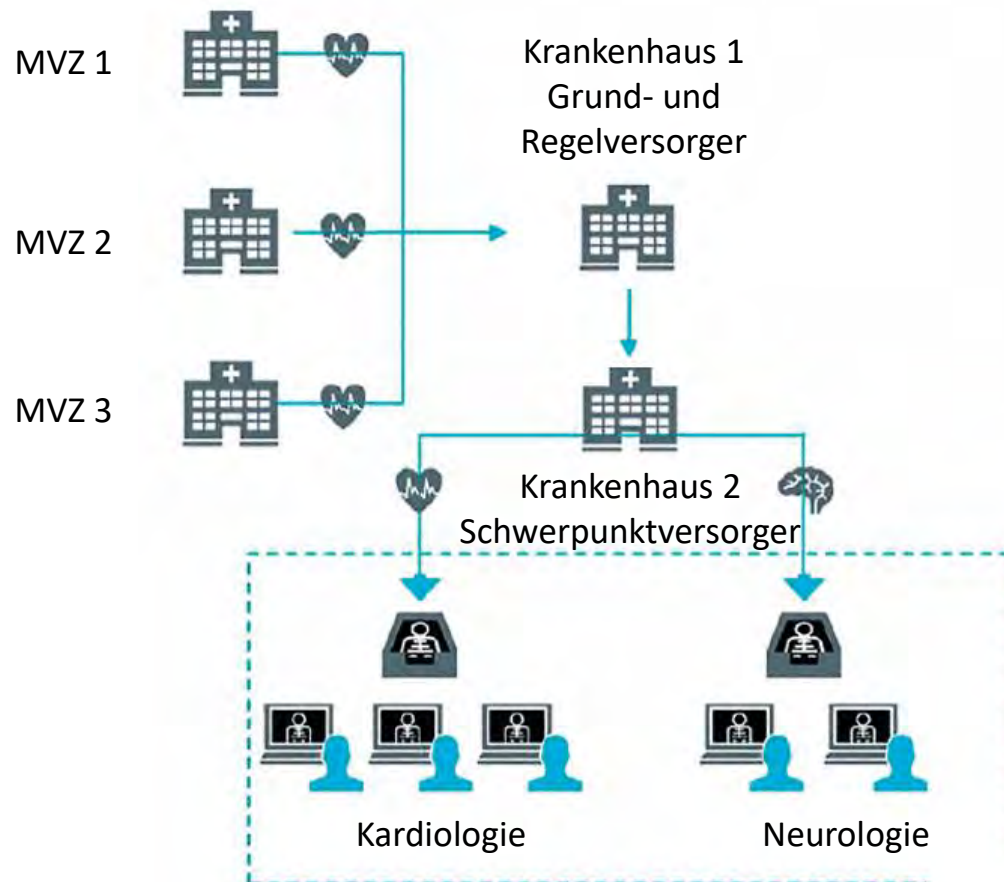 MVZ 1
Krankenhaus 1
Grund- und
Regelversorger
MVZ 2
MVZ 3
Krankenhaus 2
Schwerpunktversorger
Kardiologie
Neurologie